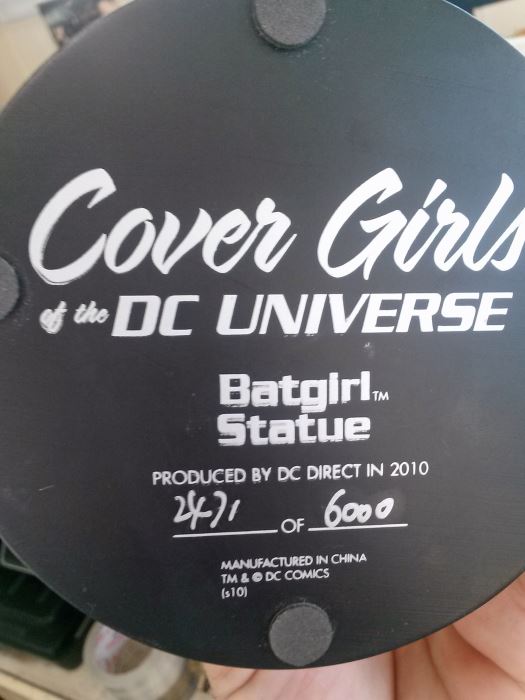 Cover Girls
of the DC UNIVERSE
Batgirl™
Statue
PRODUCED BY DC DIRECT IN 2010
2471 OF 6000
MANUFACTURED IN CHINA
TM & © DC COMICS
(s10)